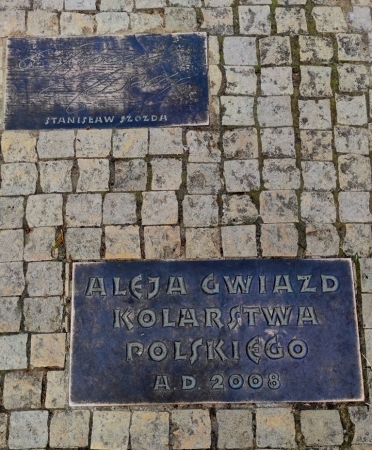 STANISŁAW SZOZDA
ALEJA GWIAZD
KOLARSTWA
POLSKIEGO
A.D. 2008